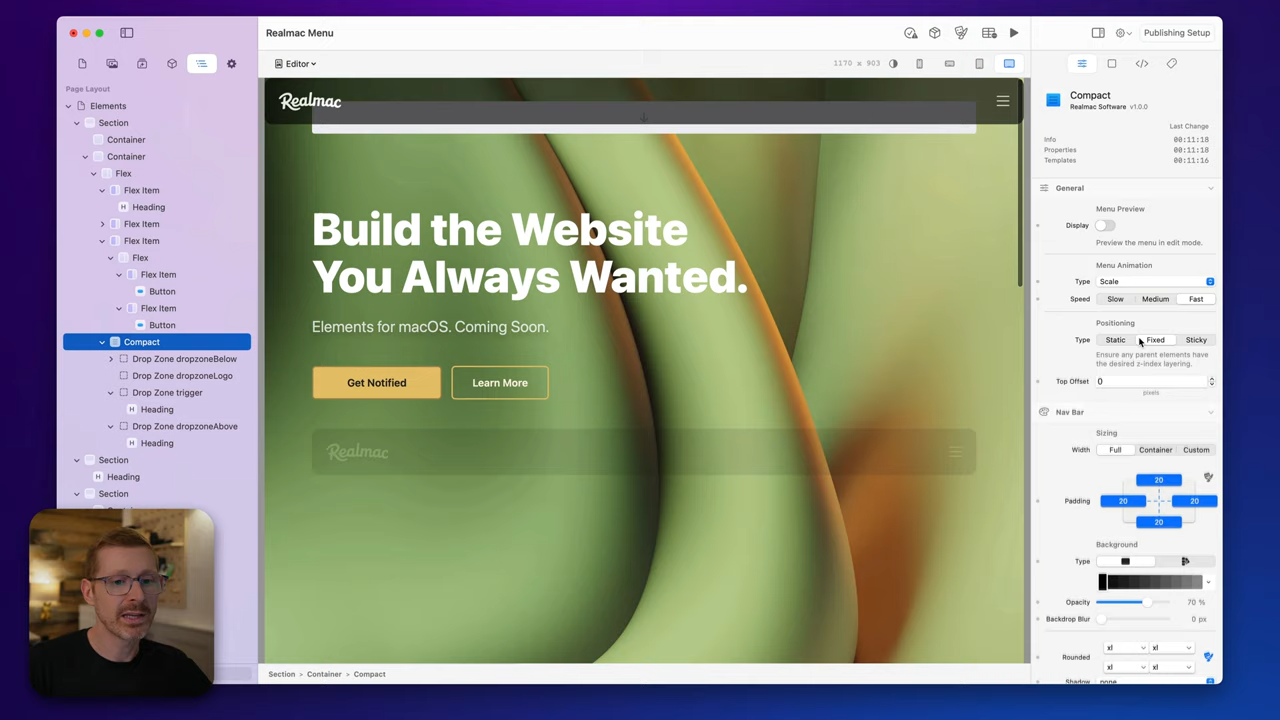 Realmac Menu
Publishing Setup
Editor
1170 x 903
Page Layout
Elements
Section
Container
Container
Flex
Flex Item
Heading
Flex Item
Flex Item
Flex
Flex Item
Button
Flex Item
Button
Compact
Drop Zone dropzoneBelow
Drop Zone dropzoneLogo
Drop Zone trigger
Heading
Drop Zone dropzoneAbove
Heading
Section
Heading
Section
Realmac
Build the Website
You Always Wanted.
Elements for macOS. Coming Soon.
Get Notified
Learn More
Realmac
Section > Container > Compact
Compact
Realmac Software v1.0.0
Last Change
Info 00:11:18
Properties 00:11:18
Templates 00:11:16
General
Menu Preview
Display
Preview the menu in edit mode.
Menu Animation
Type Scale
Speed Slow Medium Fast
Positioning
Type Static Fixed Sticky
Ensure any parent elements have
the desired z-index layering.
Top Offset 0
pixels
Nav Bar
Sizing
Width Full Container Custom
20
Padding 20 20
20
Background
Type
Opacity 70 %
Backdrop Blur 0 px
xl xl
Rounded
xl xl
Shadow none